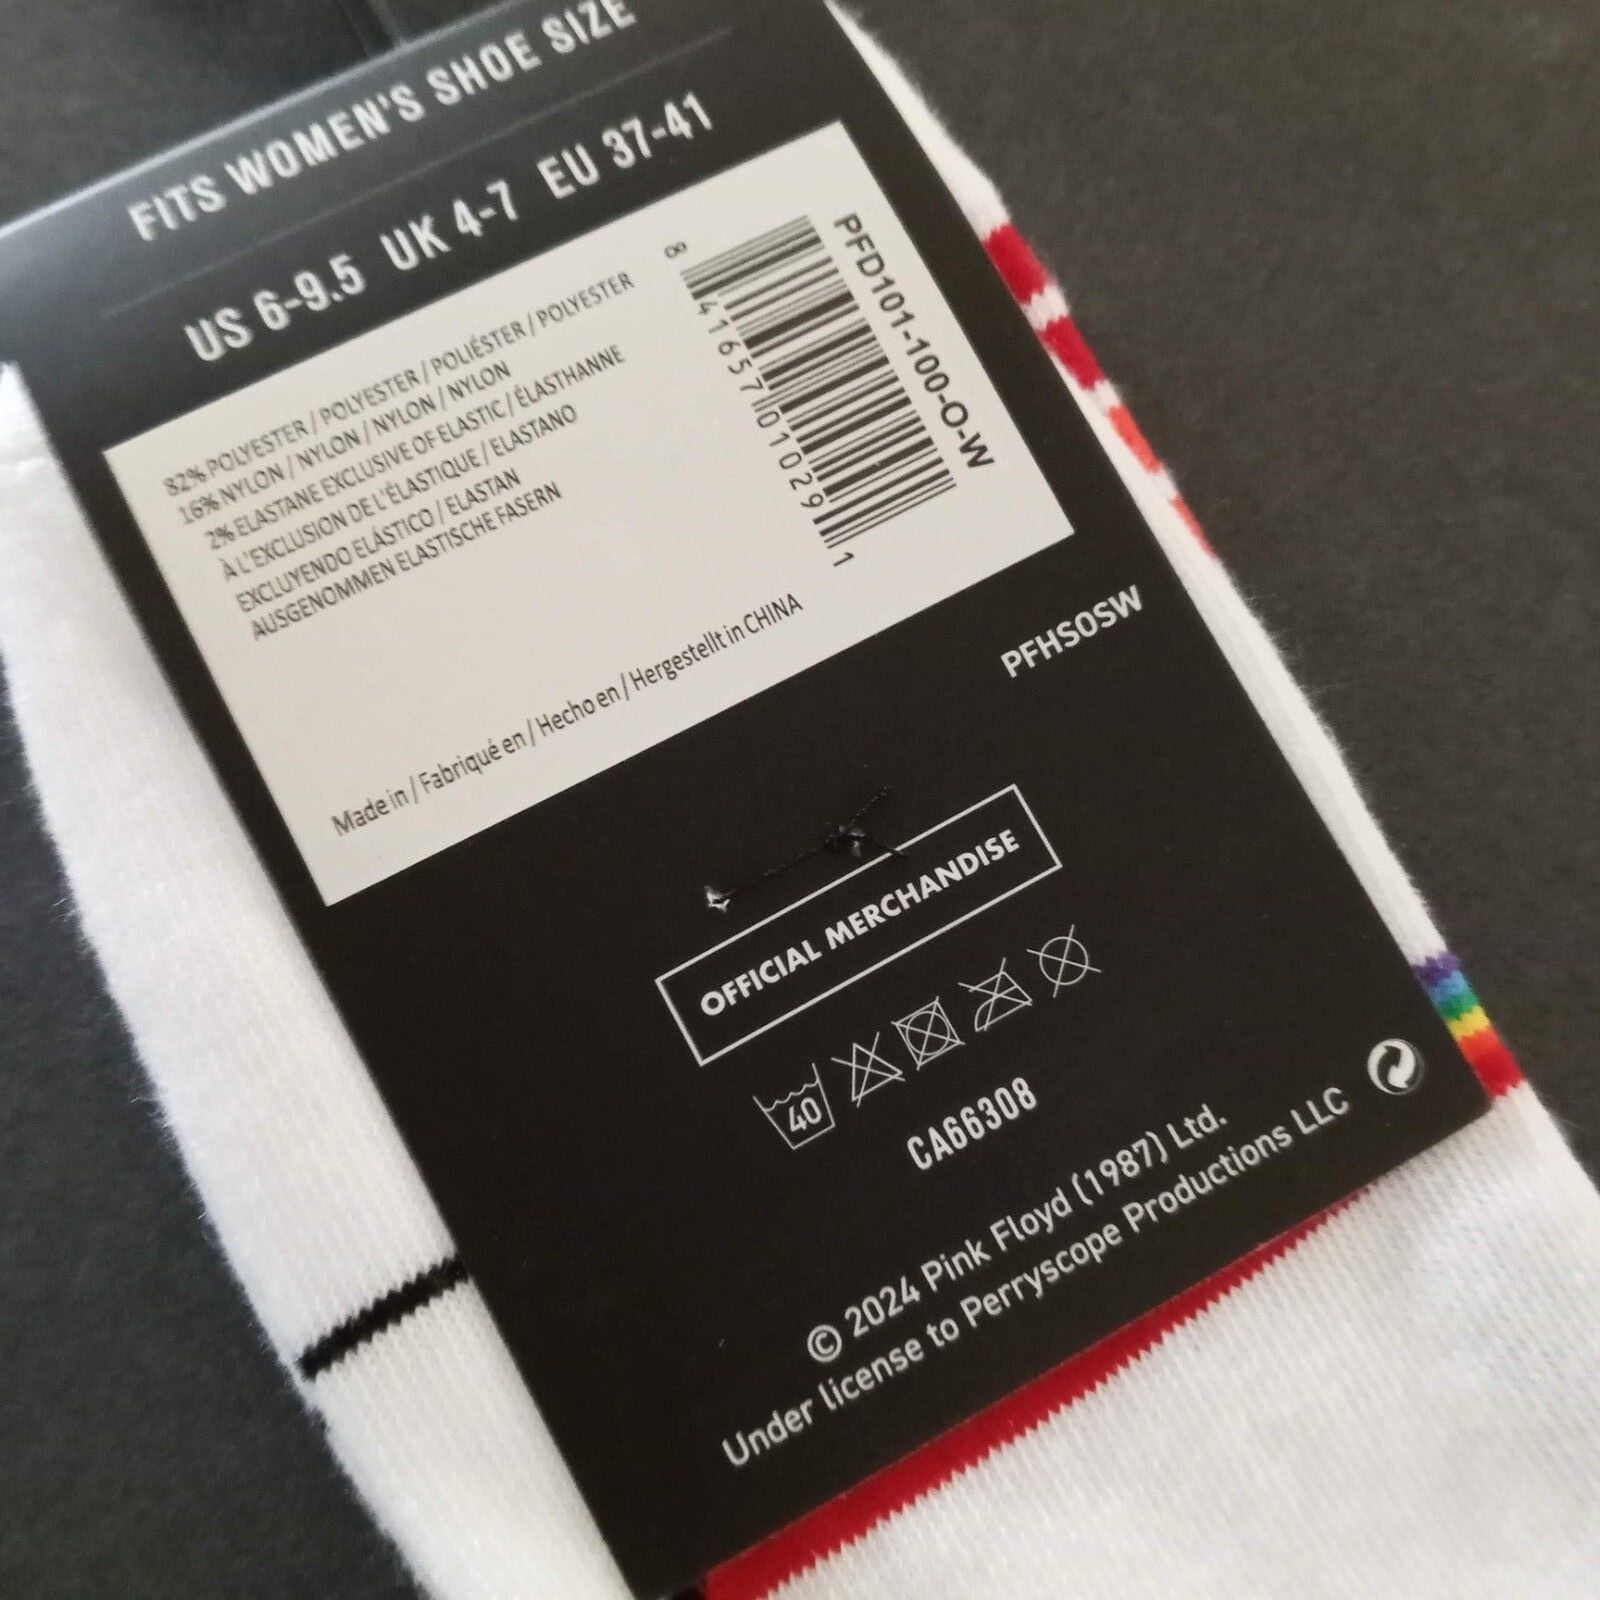 FITS WOMEN'S SHOE SIZE
US 6-9.5 UK 4-7 EU 37-41
82% POLYESTER / POLYESTER / POLIÉSTER / POLYESTER
16% NYLON / NYLON / NYLON / NYLON
2% ELASTANE EXCLUSIVE OF ELASTIC / ÉLASTHANNE
À L'EXCLUSION DE L'ÉLASTIQUE / ELASTANO
EXCLUYENDO ELÁSTICO / ELASTAN
AUSGENOMMEN ELASTISCHE FASERN
Made in / Fabriqué en / Hecho en / Hergestellt in CHINA
8 41657 01029 1
PFD101-100-O-W
PFHSOSW
OFFICIAL MERCHANDISE
40
CA66308
© 2024 Pink Floyd (1987) Ltd.
Under license to Perryscope Productions LLC